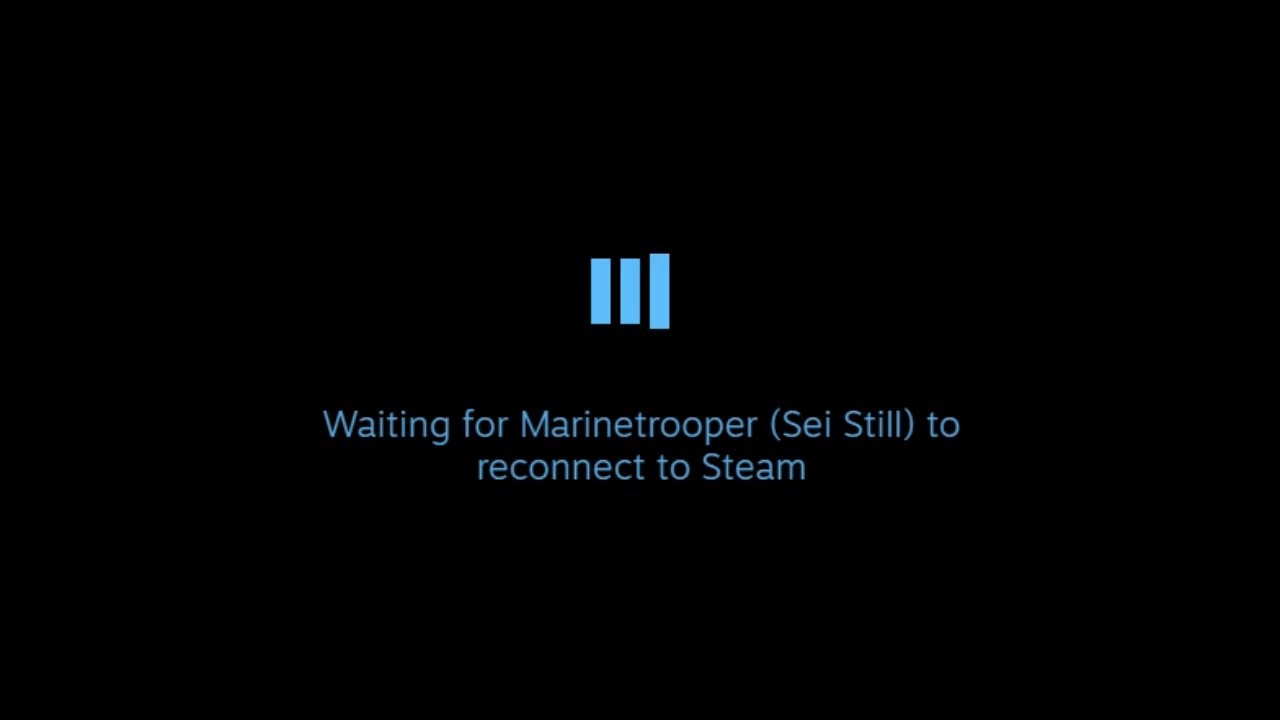 Waiting for Marinetrooper (Sei Still) to
reconnect to Steam